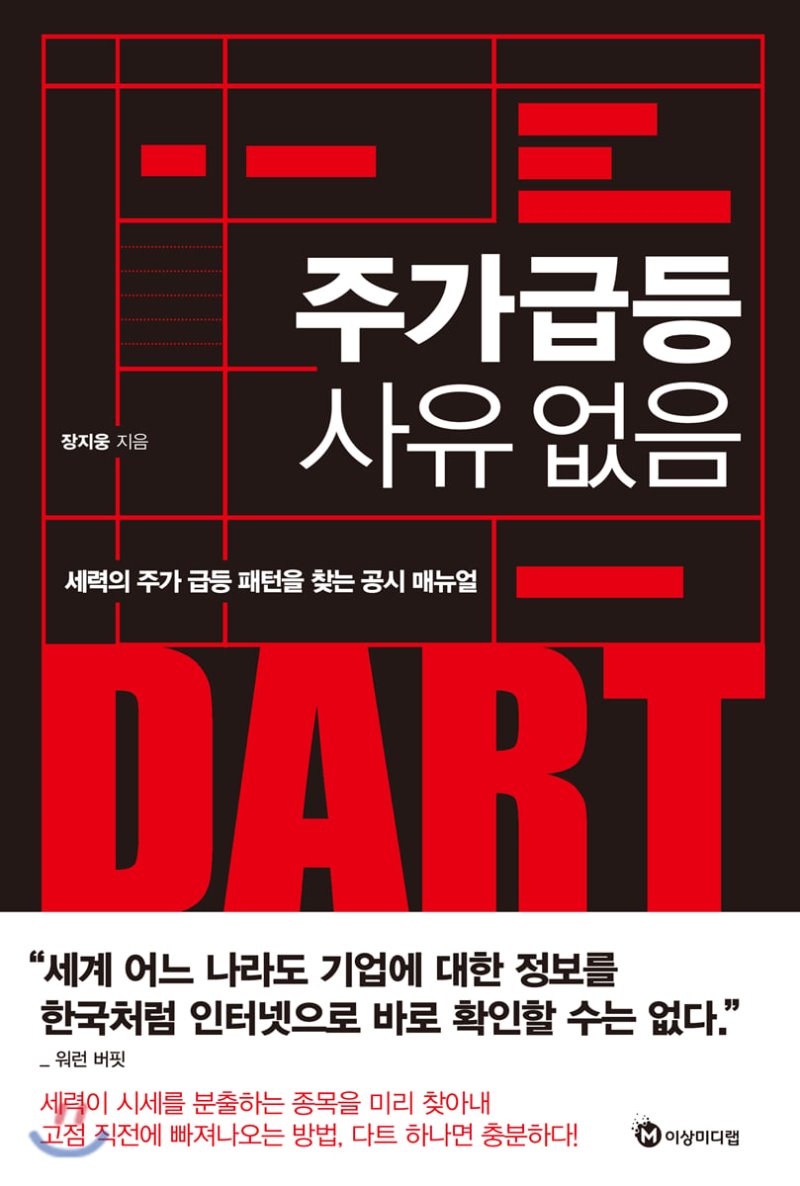 주가급등
사유 없음
장지웅 지음
세력의 주가 급등 패턴을 찾는 공시 매뉴얼
DART
“세계 어느 나라도 기업에 대한 정보를
한국처럼 인터넷으로 바로 확인할 수는 없다.”
_ 워런 버핏
세력이 시세를 분출하는 종목을 미리 찾아내
고점 직전에 빠져나오는 방법, 다트 하나면 충분하다!
M 이상미디랩